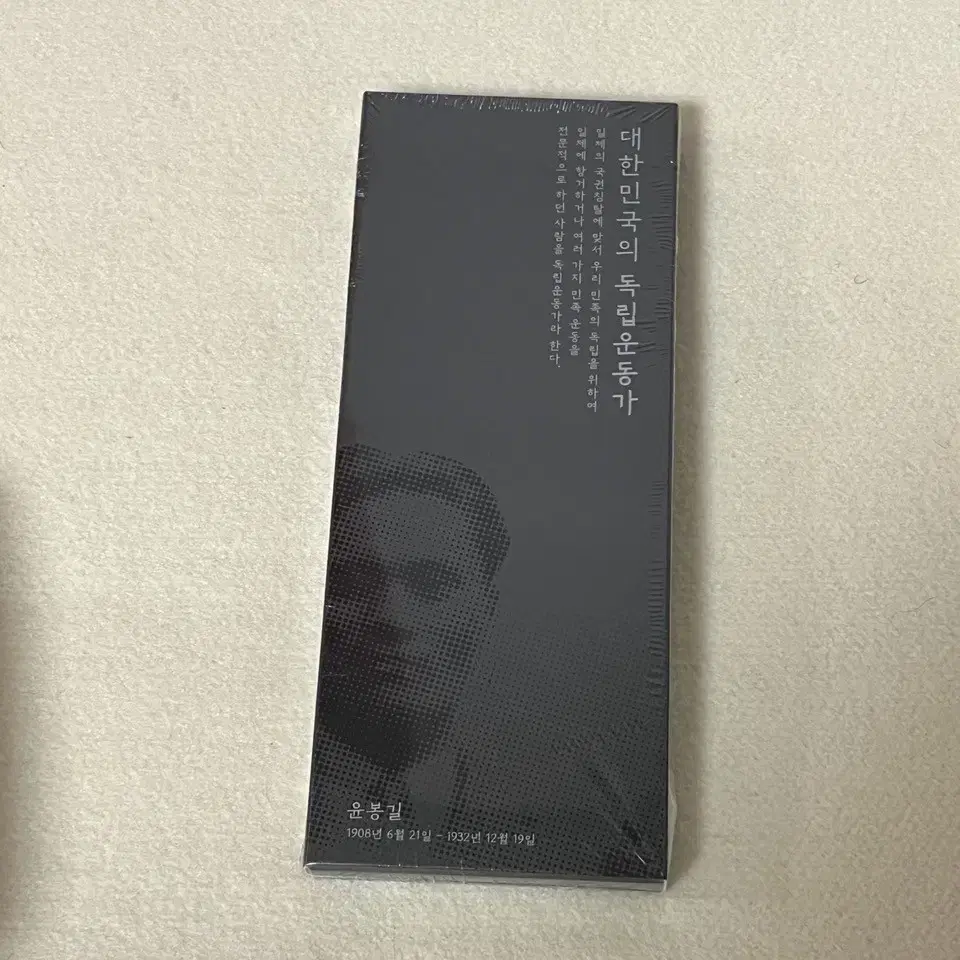 대한민국의 독립운동가
일제의 국권침탈에 맞서 우리 민족의 독립을 위하여
일제에 항거하거나 여러 가지 민족 운동을
전문적으로 하던 사람을 독립운동가라 한다.
윤봉길
1908년 6월 21일 - 1932년 12월 19일